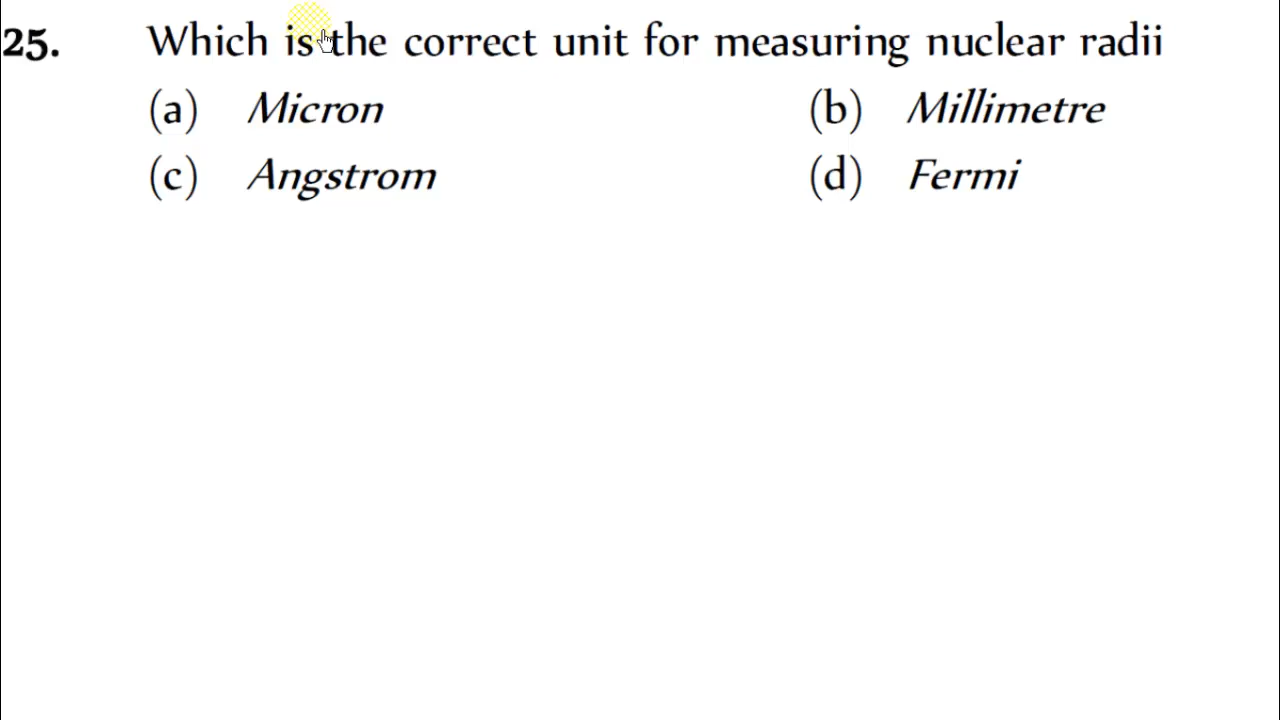 25. Which is the correct unit for measuring nuclear radii
(a) Micron (b) Millimetre
(c) Angstrom (d) Fermi